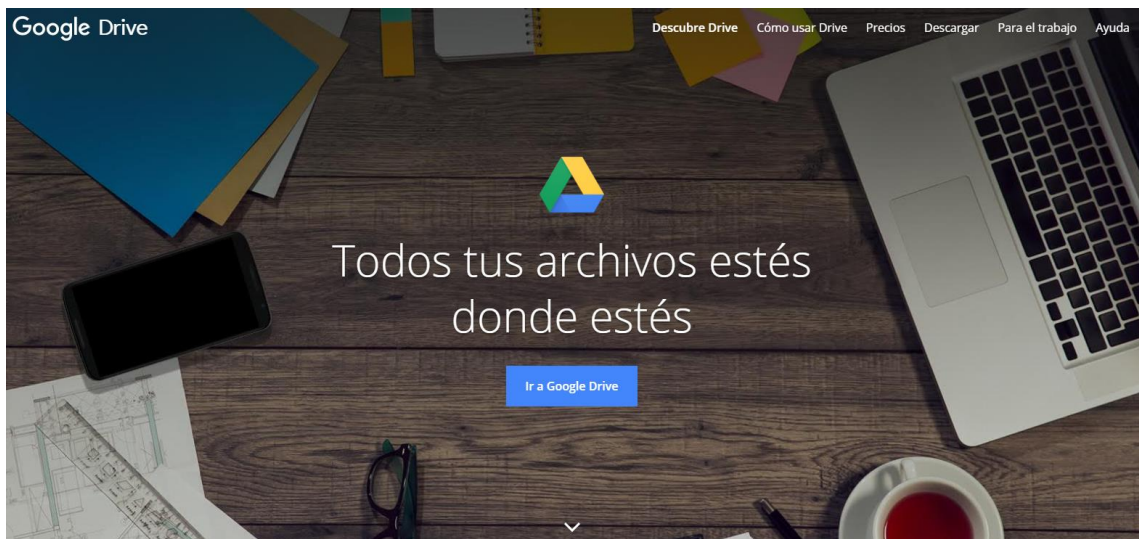 Google Drive
Descubre Drive Cómo usar Drive Precios Descargar Para el trabajo Ayuda
Todos tus archivos estés
donde estés
Ir a Google Drive